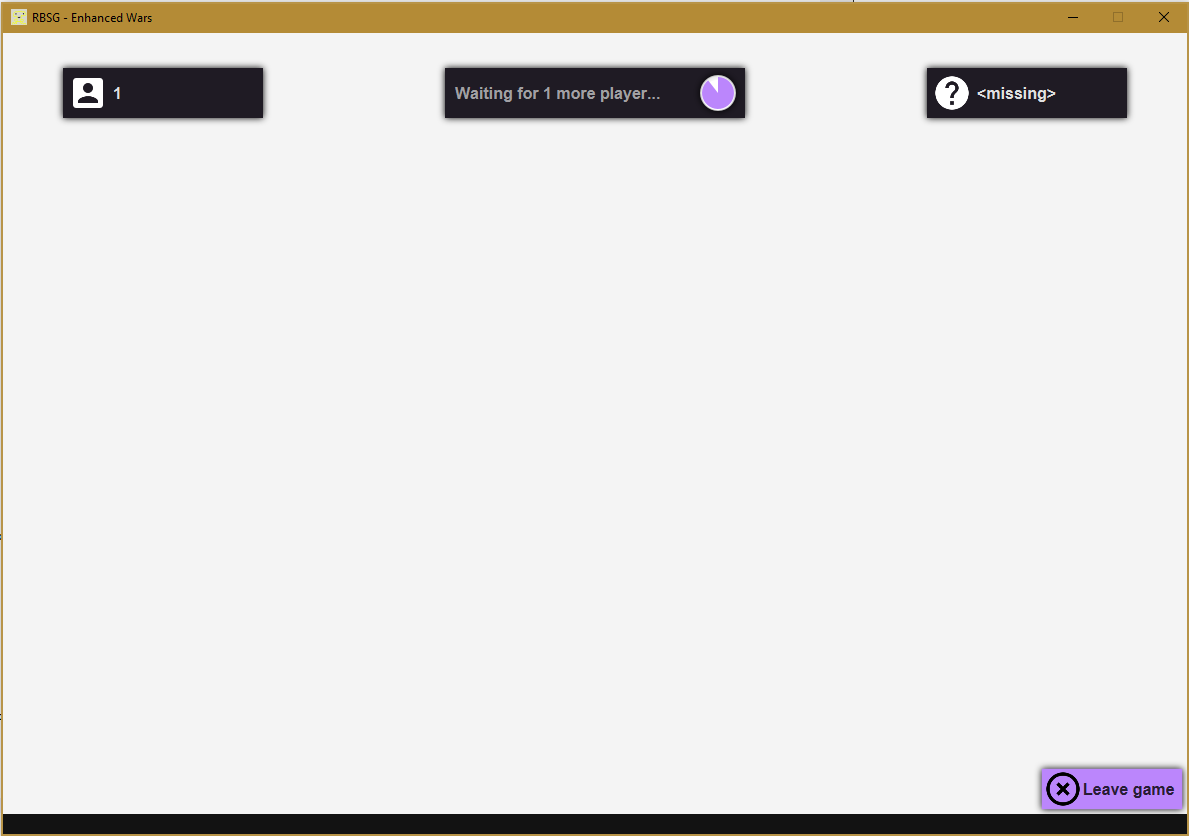 RBSG - Enhanced Wars
1
Waiting for 1 more player...
<missing>
Leave game